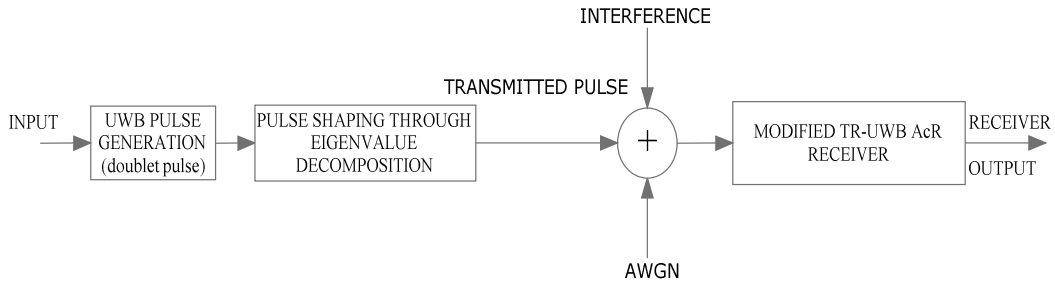 INTERFERENCE
TRANSMITTED PULSE
INPUT
UWB PULSE
GENERATION
(doublet pulse)
PULSE SHAPING THROUGH
EIGENVALUE
DECOMPOSITION
+
MODIFIED TR-UWB AcR
RECEIVER
RECEIVER
OUTPUT
AWGN